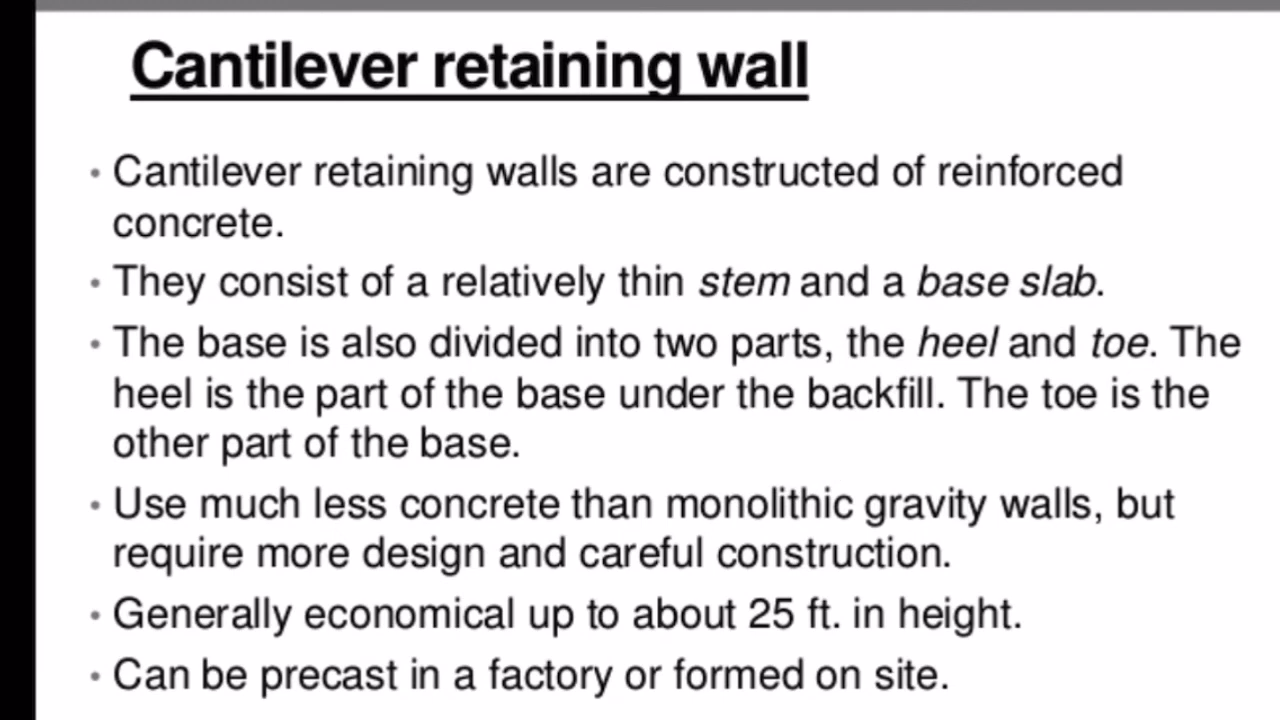 Cantilever retaining wall
• Cantilever retaining walls are constructed of reinforced
concrete.
• They consist of a relatively thin stem and a base slab.
• The base is also divided into two parts, the heel and toe. The
heel is the part of the base under the backfill. The toe is the
other part of the base.
• Use much less concrete than monolithic gravity walls, but
require more design and careful construction.
• Generally economical up to about 25 ft. in height.
• Can be precast in a factory or formed on site.